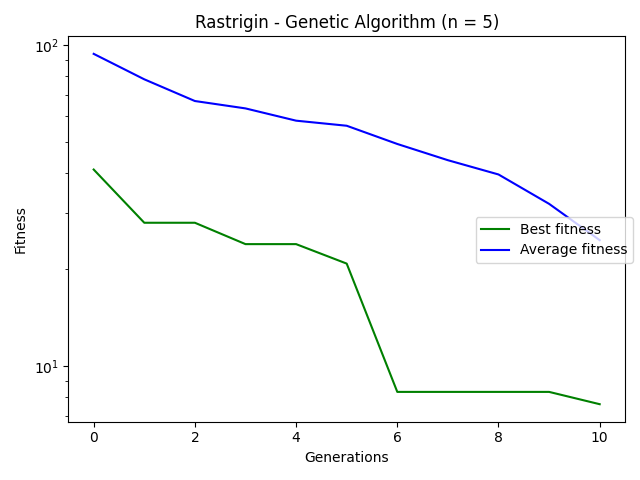 Rastrigin - Genetic Algorithm (n = 5)
10²
10¹
Fitness
Best fitness
Average fitness
0 2 4 6 8 10
Generations